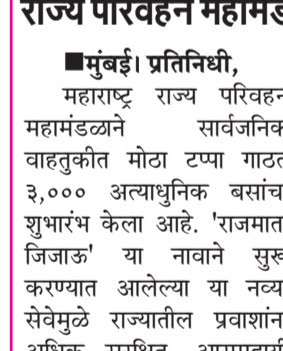 राज्य परिवहन महामंड
■मुंबई। प्रतिनिधी,
महाराष्ट्र राज्य परिवहन
महामंडळाने सार्वजनिक
वाहतुकीत मोठा टप्पा गाठत
३,००० अत्याधुनिक बसांच
शुभारंभ केला आहे. 'राजमात
जिजाऊ' या नावाने सुरू
करण्यात आलेल्या या नव्य
सेवेमुळे राज्यातील प्रवाशांन